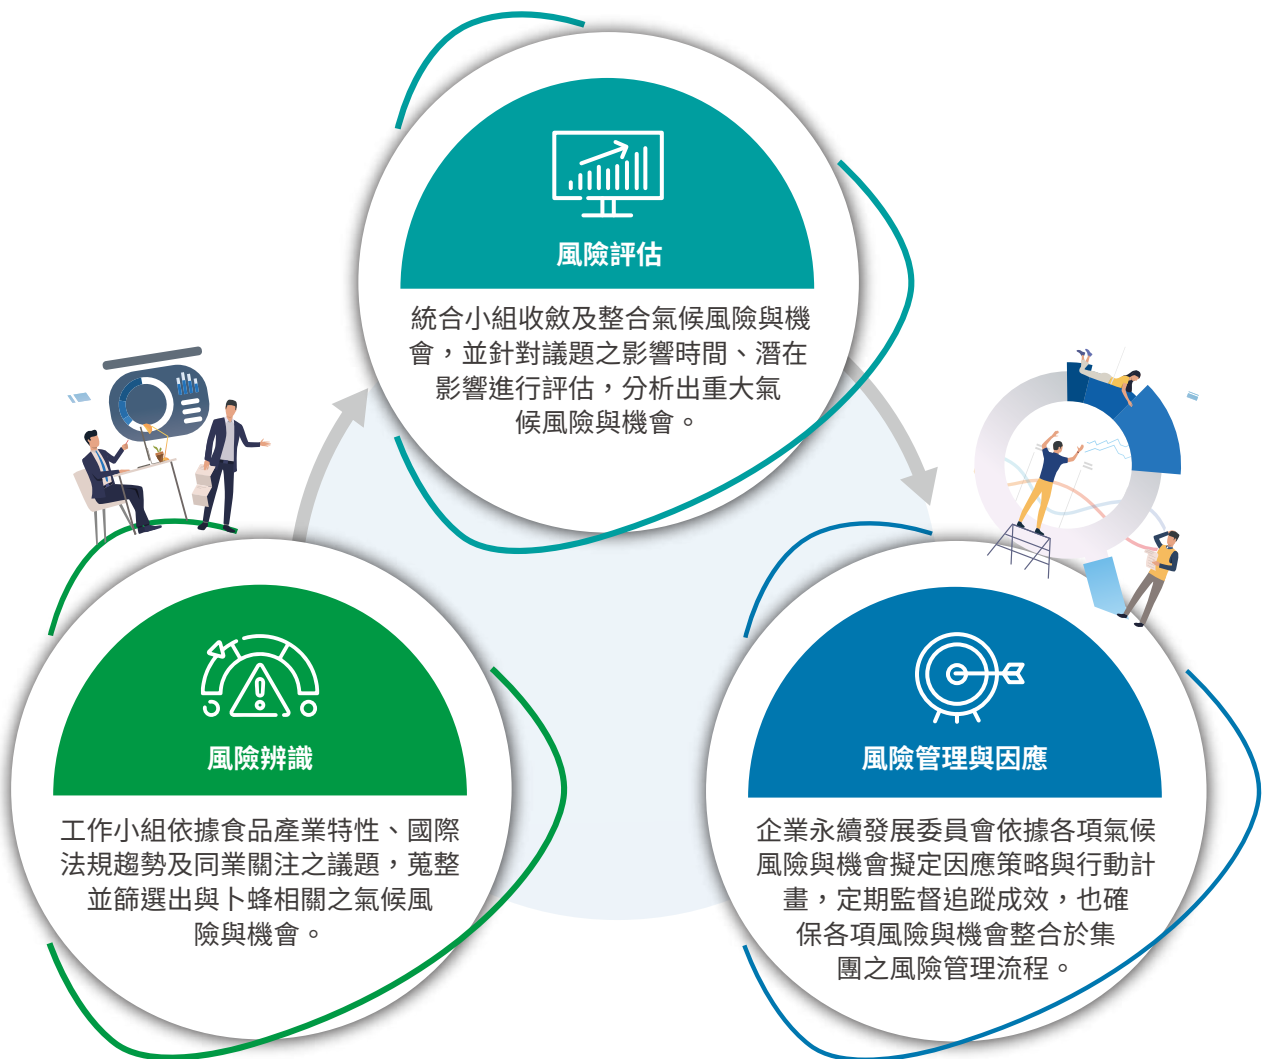 風險評估
統合小組收斂及整合氣候風險與機
會，並針對議題之影響時間、潛在
影響進行評估，分析出重大氣
候風險與機會。
風險辨識
工作小組依據食品產業特性、國際
法規趨勢及同業關注之議題，蒐整
並篩選出與卜蜂相關之氣候風
險與機會。
風險管理與因應
企業永續發展委員會依據各項氣候
風險與機會擬定因應策略與行動計
畫，定期監督追蹤成效，也確
保各項風險與機會整合於集
團之風險管理流程。